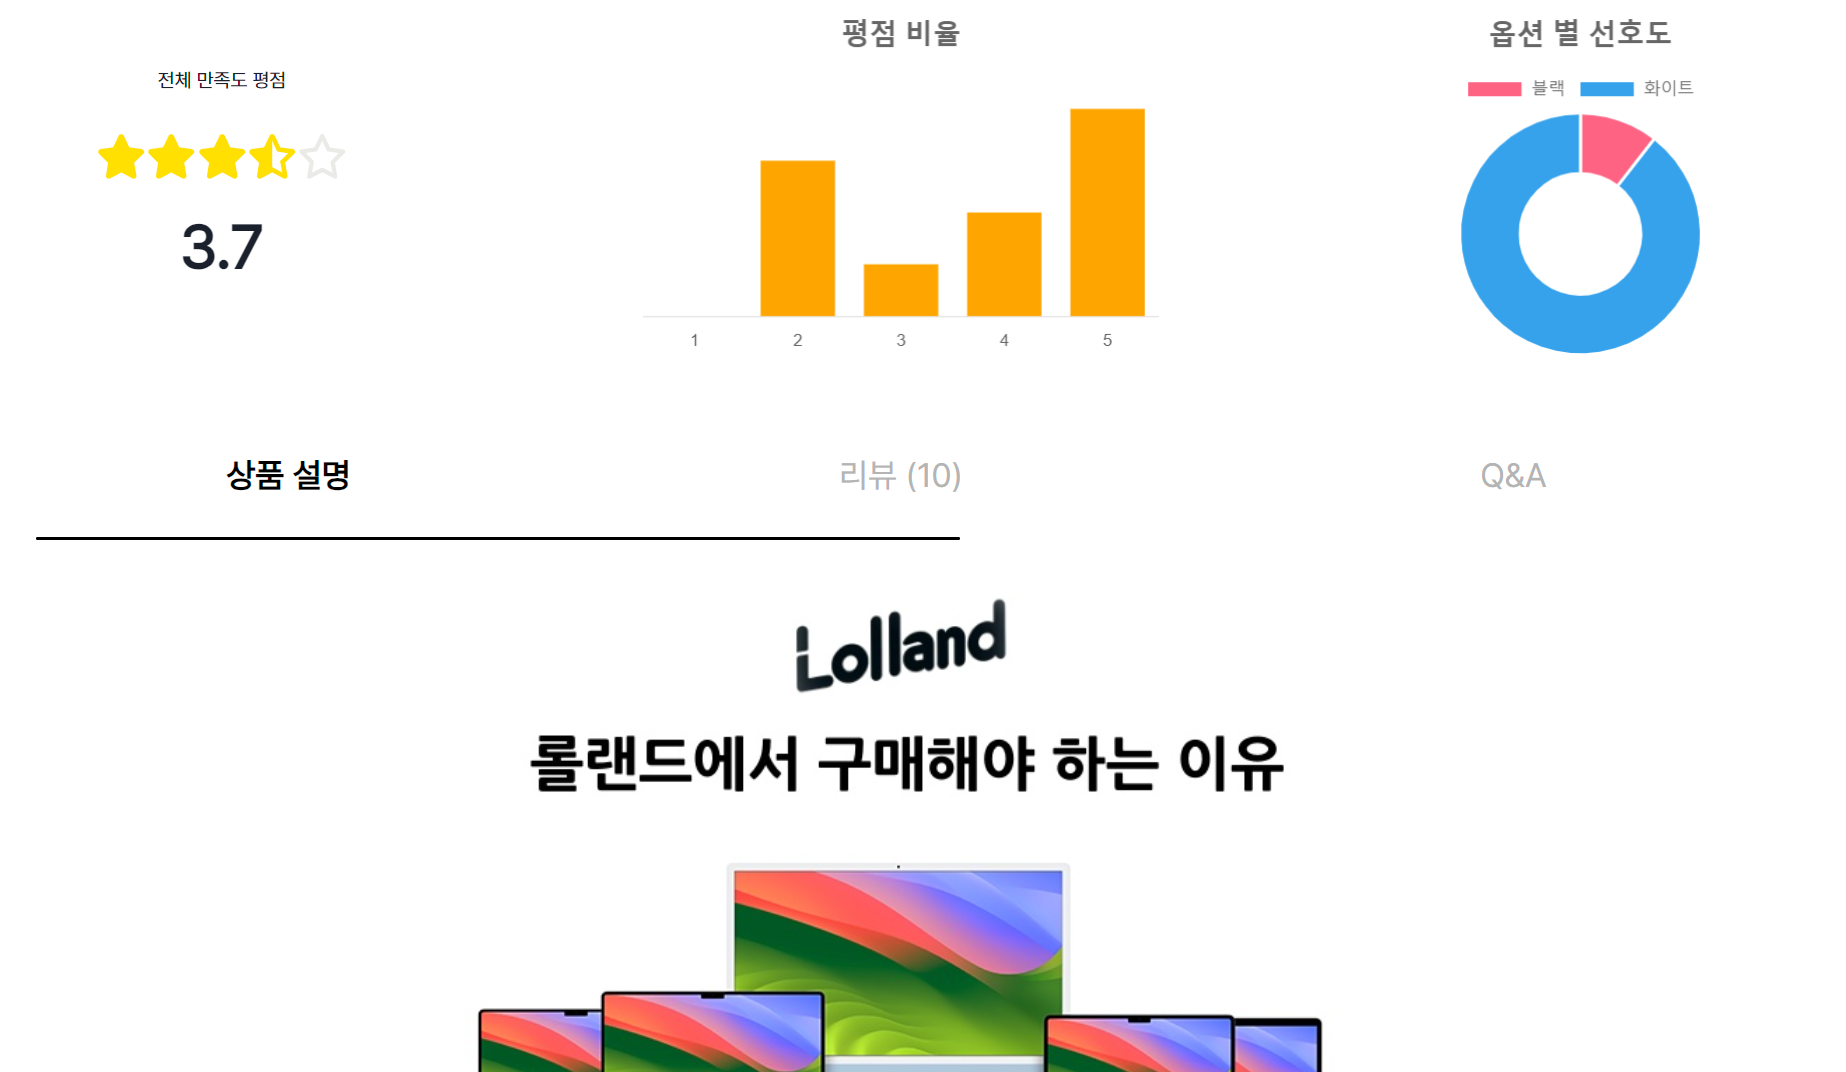 전체 만족도 평점
3.7
평점 비율
1 2 3 4 5
옵션 별 선호도
블랙 화이트
상품 설명 리뷰 (10) Q&A
Lolland
롤랜드에서 구매해야 하는 이유